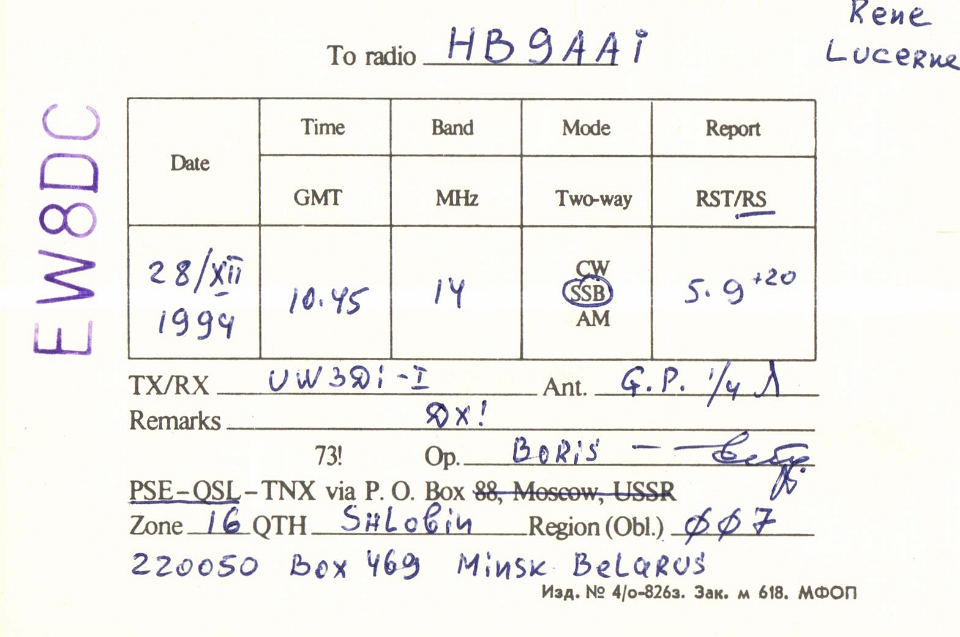 Rene
Lucerne
To radio HB9AAi
EW8DC
Date
Time
GMT
Band
MHz
Mode
Two-way
Report
RST/RS
28/XII
1994
10.45
14
CW
SSB
AM
5.9 +20
TX/RX UW3Di-I Ant. G.P. 1/4 λ
Remarks DX!
73! Op. BORiS
PSE-QSL-TNX via P. O. Box 88, Moscow, USSR
Zone 16 QTH SHLobin Region (Obl.) ØØ7
220050 Box 469 Minsk BeLaRUS
Изд. № 4/о-826з. Зак. м 618. МФОП